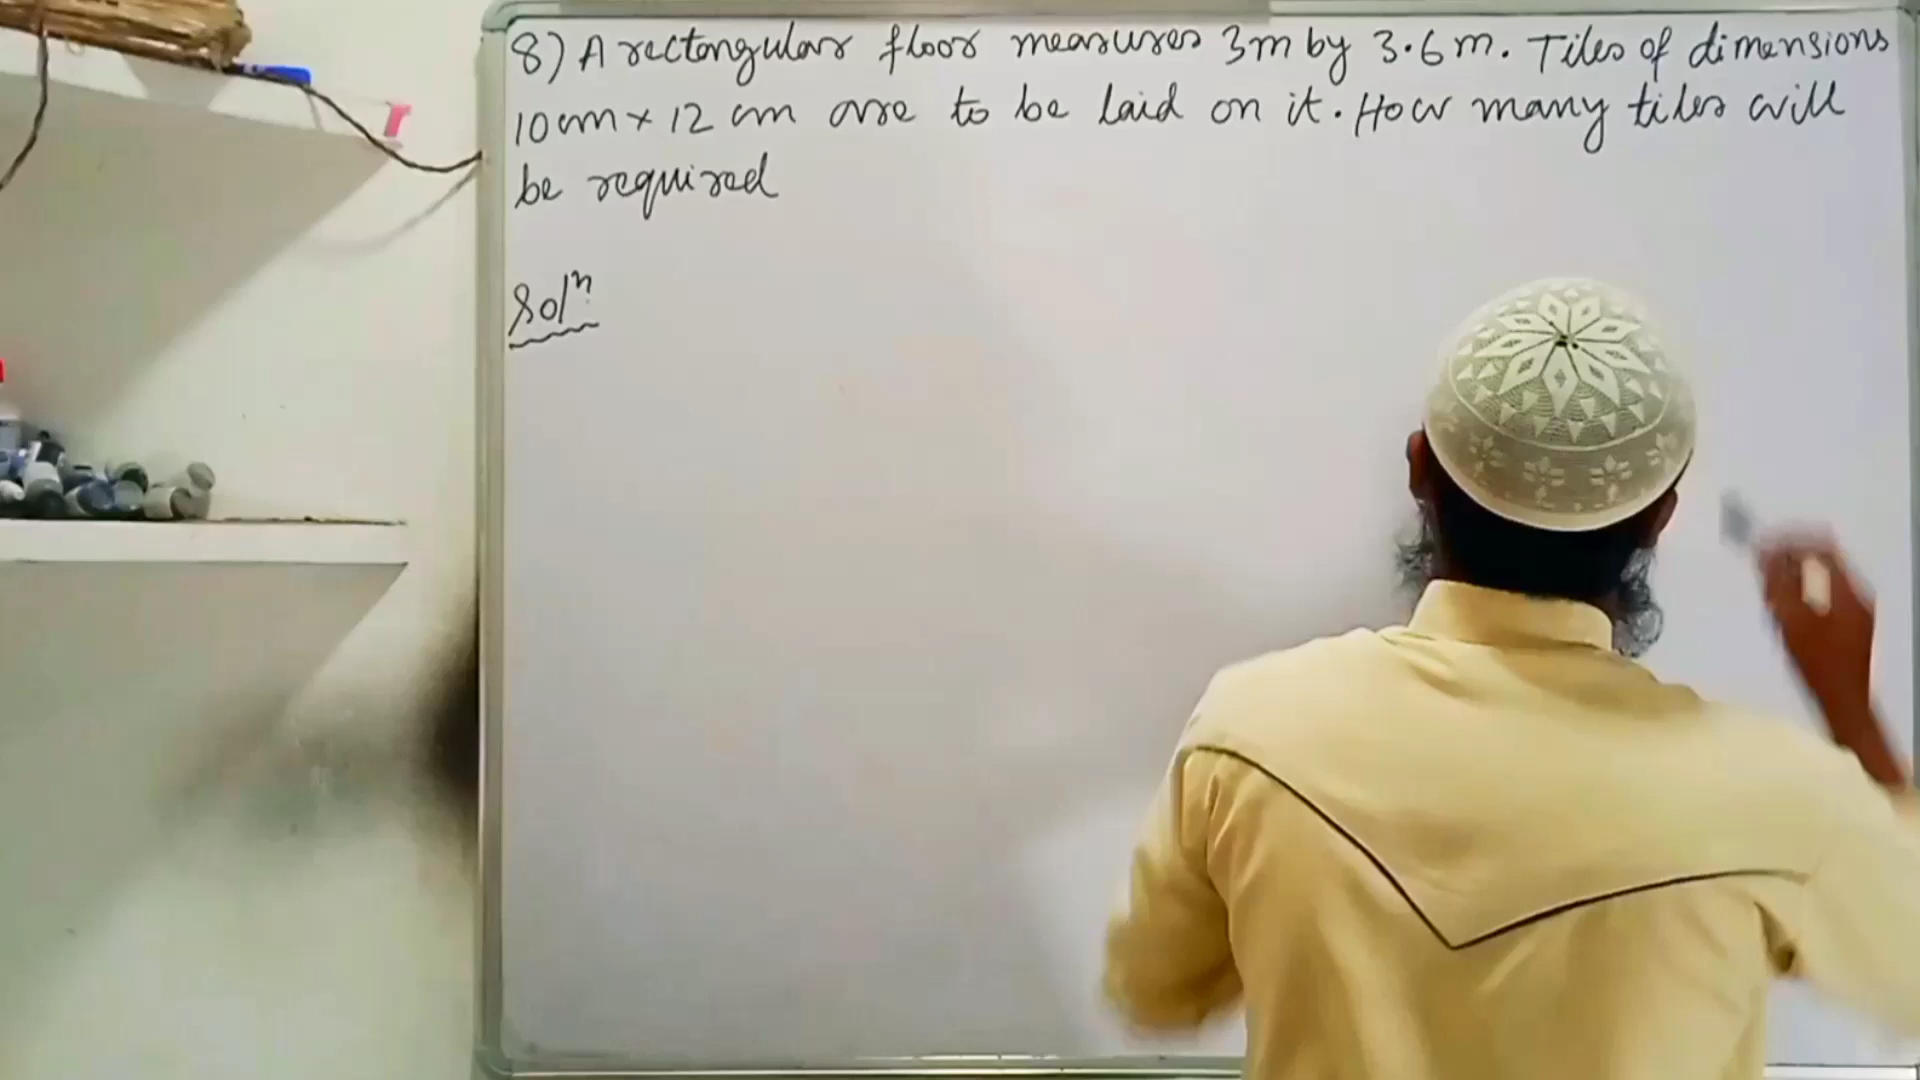 8) A rectangular floor measures 3m by 3.6m. Tiles of dimensions
10cm × 12 cm are to be laid on it. How many tiles will
be required
Solⁿ